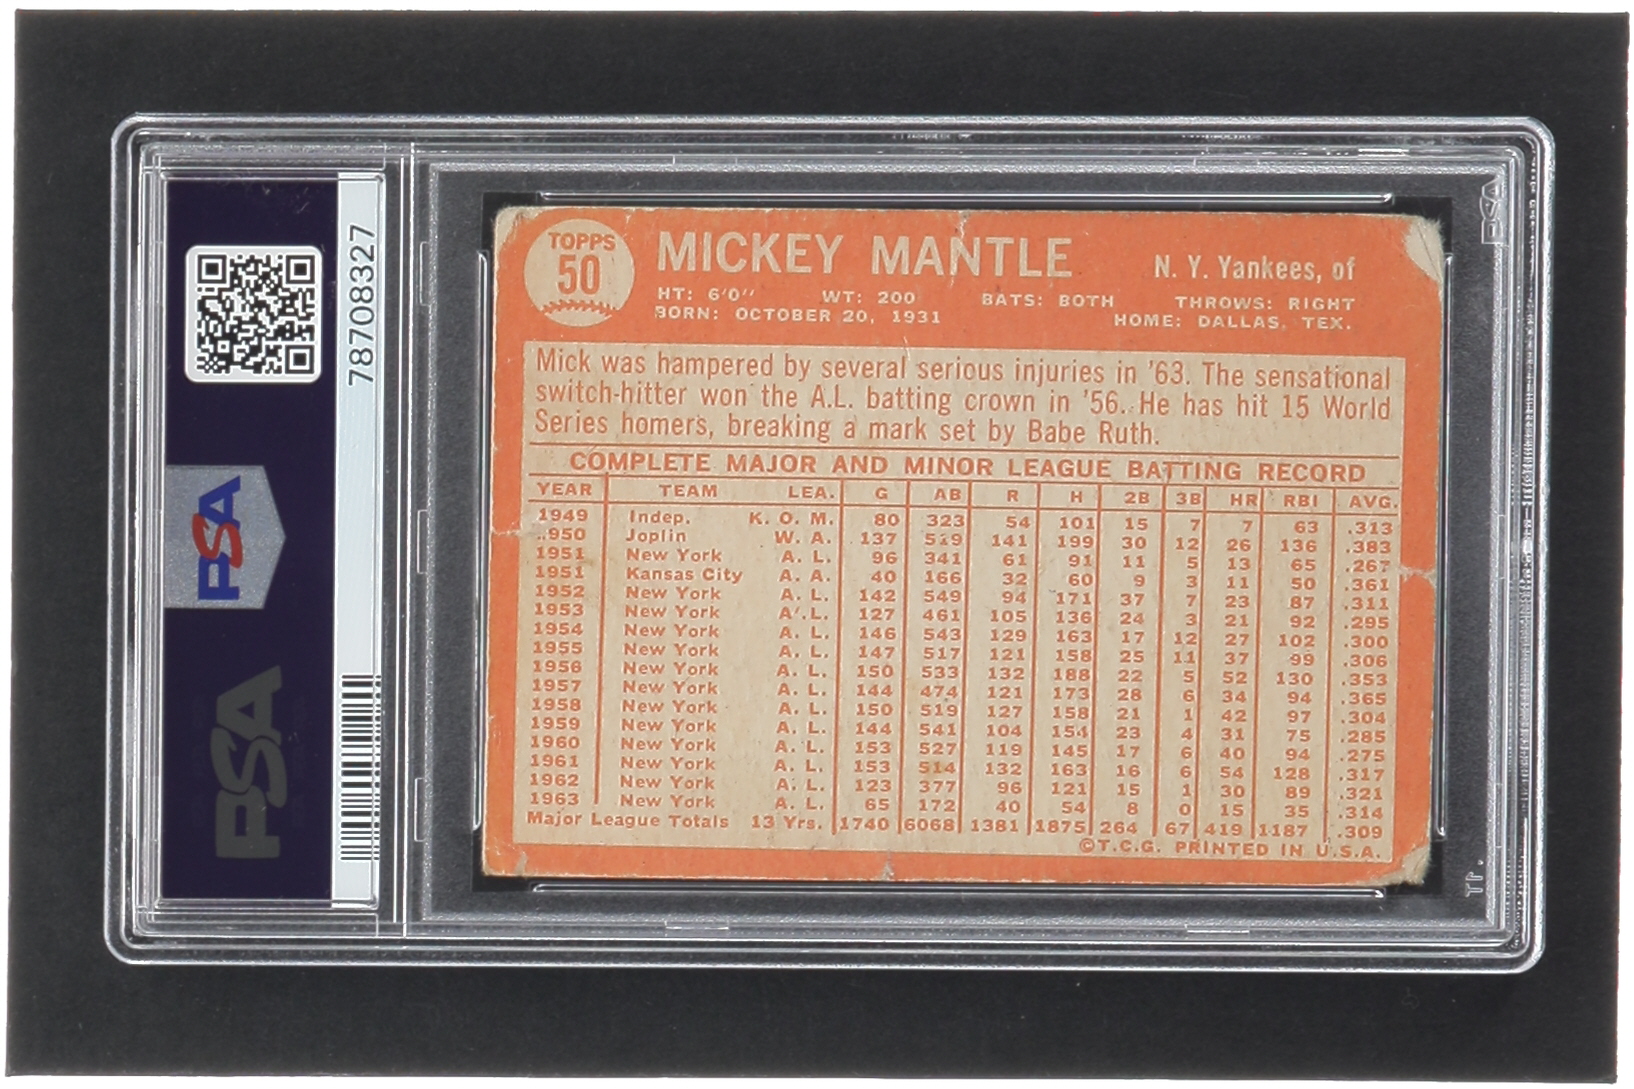 78708327
PSA
PSA
PSA
TOPPS
50
MICKEY MANTLE
N. Y. Yankees, of
HT: 6'0" WT: 200 BATS: BOTH THROWS: RIGHT
BORN: OCTOBER 20, 1931 HOME: DALLAS, TEX.
Mick was hampered by several serious injuries in '63. The sensational
switch-hitter won the A.L. batting crown in '56. He has hit 15 World
Series homers, breaking a mark set by Babe Ruth.
COMPLETE MAJOR AND MINOR LEAGUE BATTING RECORD
YEAR TEAM LEA. G AB R H 2B 3B HR RBI AVG.
1949 Indep. K. O. M. 80 323 54 101 15 7 7 63 .313
1950 Joplin W. A. 137 519 141 199 30 12 26 136 .383
1951 New York A. L. 96 341 61 91 11 5 13 65 .267
1951 Kansas City A. A. 40 166 32 60 9 3 11 50 .361
1952 New York A. L. 142 549 94 171 37 7 23 87 .311
1953 New York A. L. 127 461 105 136 24 3 21 92 .295
1954 New York A. L. 146 543 129 163 17 12 27 102 .300
1955 New York A. L. 147 517 121 158 25 11 37 99 .306
1956 New York A. L. 150 533 132 188 22 5 52 130 .353
1957 New York A. L. 144 474 121 173 28 6 34 94 .365
1958 New York A. L. 150 519 127 158 21 1 42 97 .304
1959 New York A. L. 144 541 104 154 23 4 31 75 .285
1960 New York A. L. 153 527 119 145 17 6 40 94 .275
1961 New York A. L. 153 514 132 163 16 6 54 128 .317
1962 New York A. L. 123 377 96 121 15 1 30 89 .321
1963 New York A. L. 65 172 40 54 8 0 15 35 .314
Major League Totals 13 Yrs. 1740 6068 1381 1875 264 67 419 1187 .309
©T.C.G. PRINTED IN U.S.A.